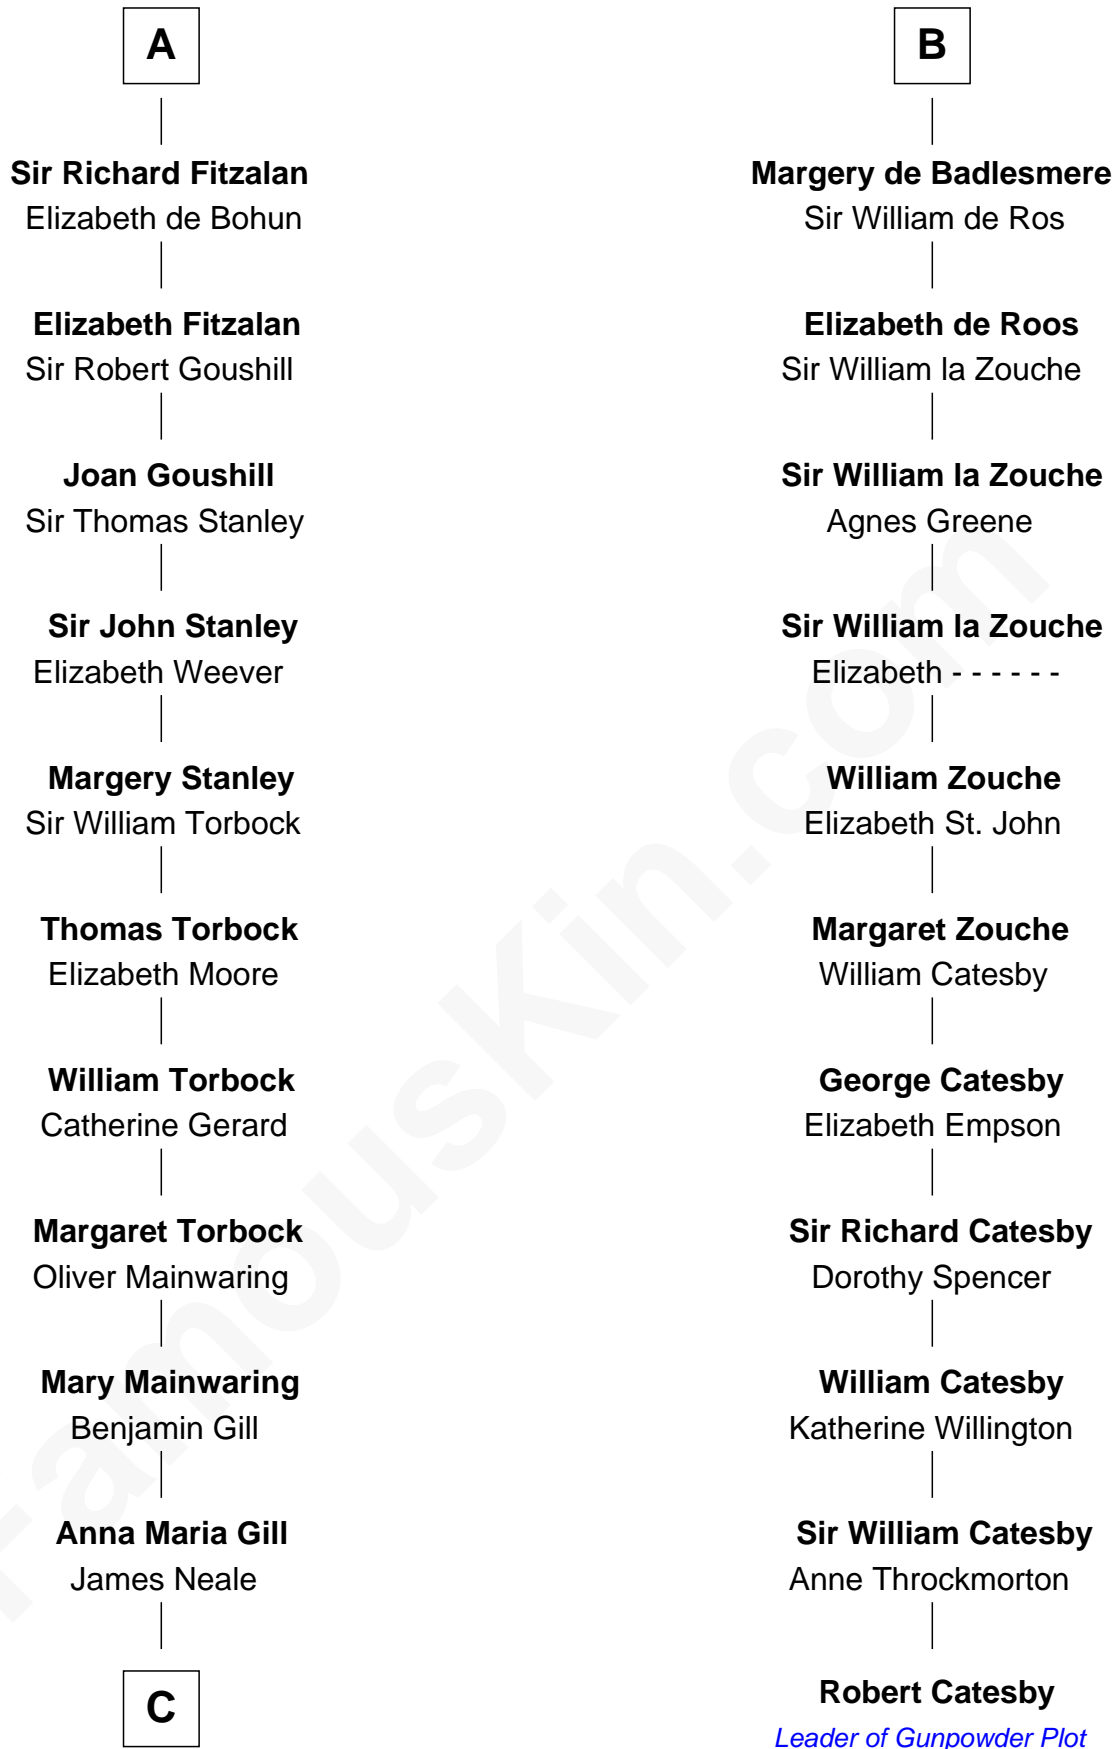 A
Sir Richard Fitzalan
Elizabeth de Bohun
Elizabeth Fitzalan
Sir Robert Goushill
Joan Goushill
Sir Thomas Stanley
Sir John Stanley
Elizabeth Weever
Margery Stanley
Sir William Torbock
Thomas Torbock
Elizabeth Moore
William Torbock
Catherine Gerard
Margaret Torbock
Oliver Mainwaring
Mary Mainwaring
Benjamin Gill
Anna Maria Gill
James Neale
C
B
Margery de Badlesmere
Sir William de Ros
Elizabeth de Roos
Sir William la Zouche
Sir William la Zouche
Agnes Greene
Sir William la Zouche
Elizabeth - - - - - -
William Zouche
Elizabeth St. John
Margaret Zouche
William Catesby
George Catesby
Elizabeth Empson
Sir Richard Catesby
Dorothy Spencer
William Catesby
Katherine Willington
Sir William Catesby
Anne Throckmorton
Robert Catesby
Leader of Gunpowder Plot
FamousKin.com